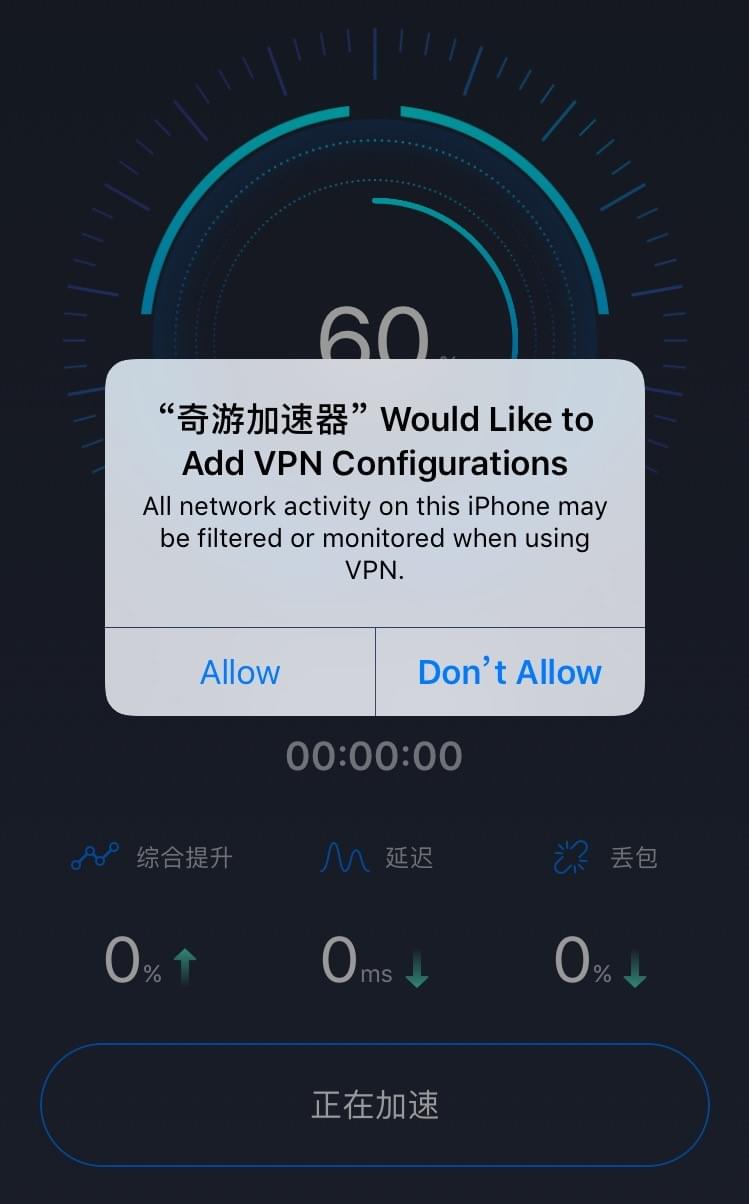 60%
“奇游加速器” Would Like to
Add VPN Configurations
All network activity on this iPhone may
be filtered or monitored when using
VPN.
Allow Don’t Allow
00:00:00
综合提升 延迟 丢包
0% 0ms 0%
正在加速